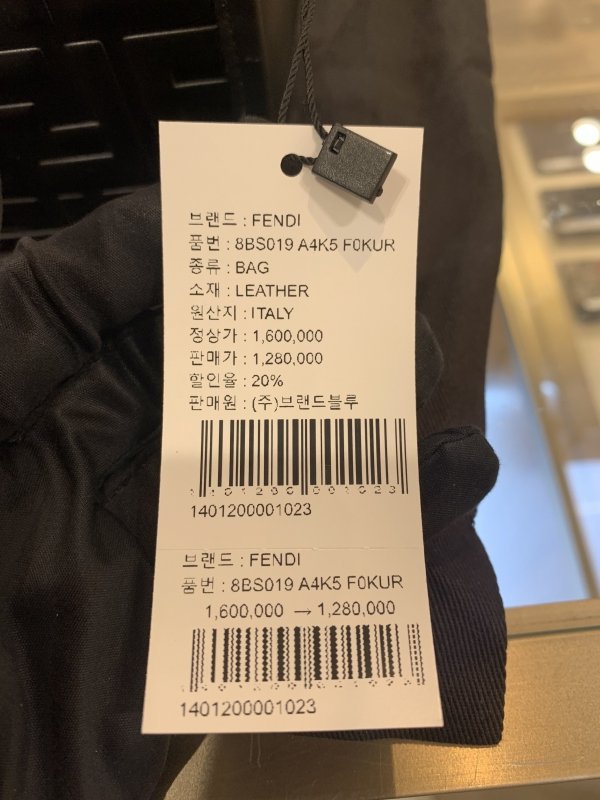 브랜드 : FENDI
품번 : 8BS019 A4K5 F0KUR
종류 : BAG
소재 : LEATHER
원산지 : ITALY
정상가 : 1,600,000
판매가 : 1,280,000
할인율 : 20%
판매원 : (주)브랜드블루
1401200001023
브랜드 : FENDI
품번 : 8BS019 A4K5 F0KUR
1,600,000 → 1,280,000
1401200001023